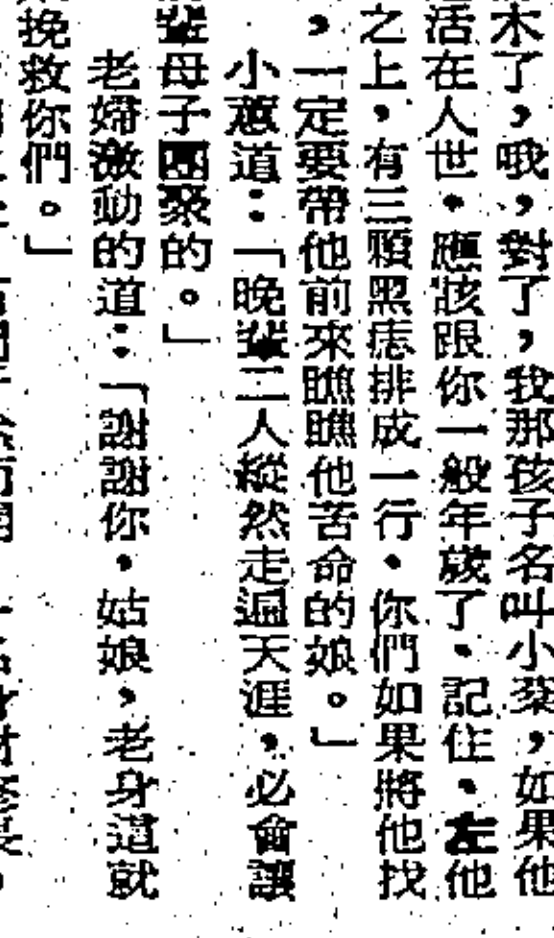 木了，哦，對了，我那孩子名叫小棻，如果他
活在人世，應該跟你一般年歲了，記住，左他
之上，有三顆黑痣排成一行，你們如果將他找
，一定要帶他前來瞧瞧他苦命的娘。」
小蕙道：「晚輩二人縱然走遍天涯，必會讓
輩母子團聚的。」
老婦激動的道：「謝謝你，姑娘，老身這就
挽救你們。」